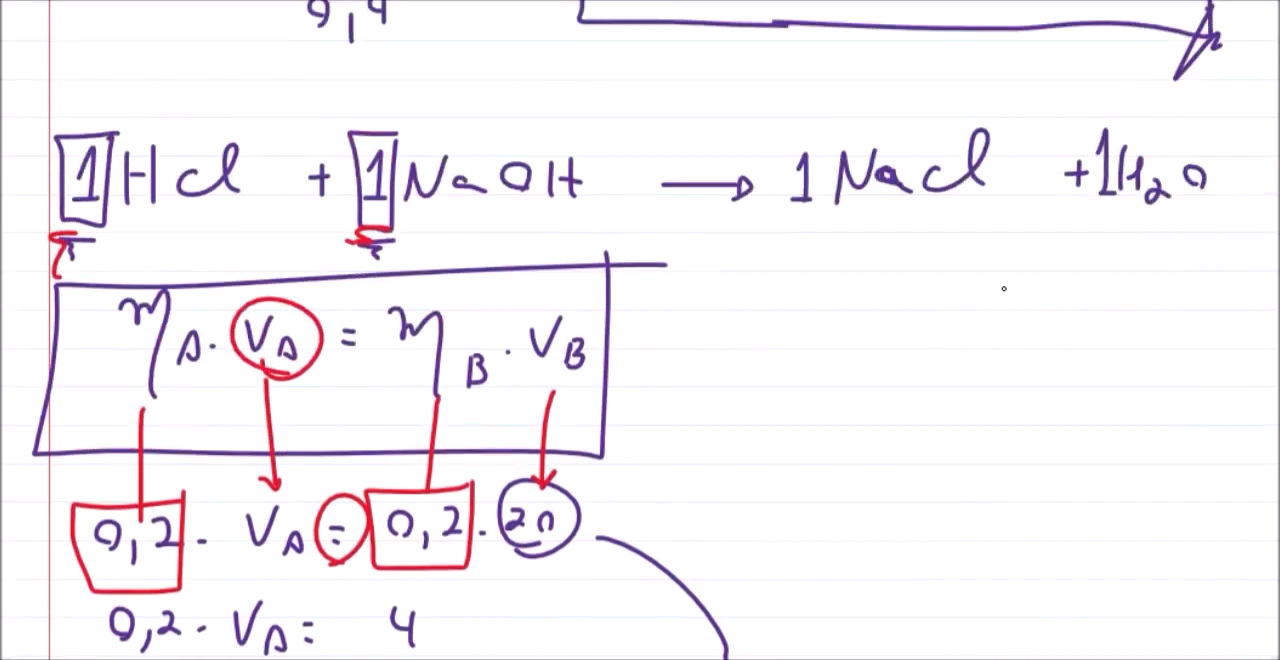 0,4
1 HCl + 1 NaOH → 1 NaCl + 1 H₂O
m_A . V_A = m_B . V_B
0,2 . V_A = 0,2 . 20
0,2 . V_A = 4